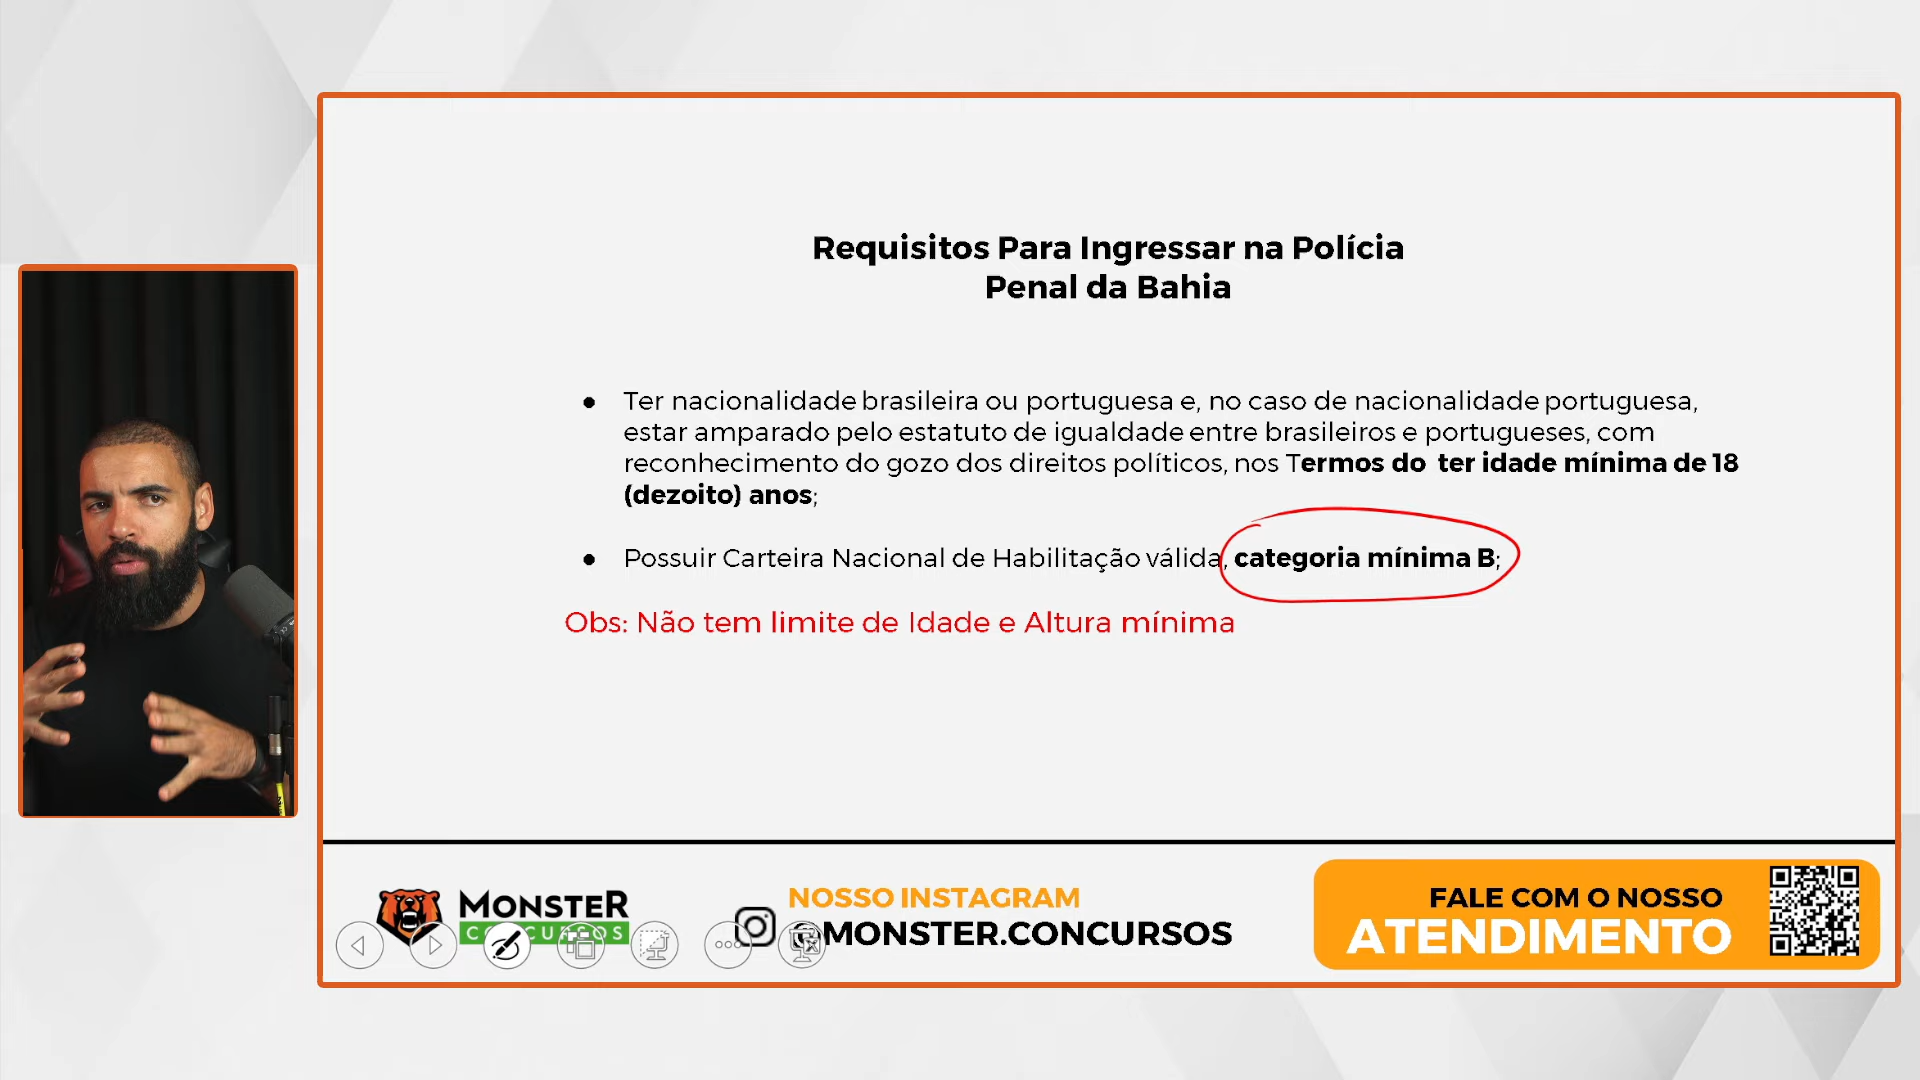 Requisitos Para Ingressar na Polícia
Penal da Bahia
● Ter nacionalidade brasileira ou portuguesa e, no caso de nacionalidade portuguesa,
estar amparado pelo estatuto de igualdade entre brasileiros e portugueses, com
reconhecimento do gozo dos direitos políticos, nos Termos do ter idade mínima de 18
(dezoito) anos;
● Possuir Carteira Nacional de Habilitação válida, categoria mínima B;
Obs: Não tem limite de Idade e Altura mínima
MONSTER
CONCURSOS
NOSSO INSTAGRAM
@MONSTER.CONCURSOS
FALE COM O NOSSO
ATENDIMENTO